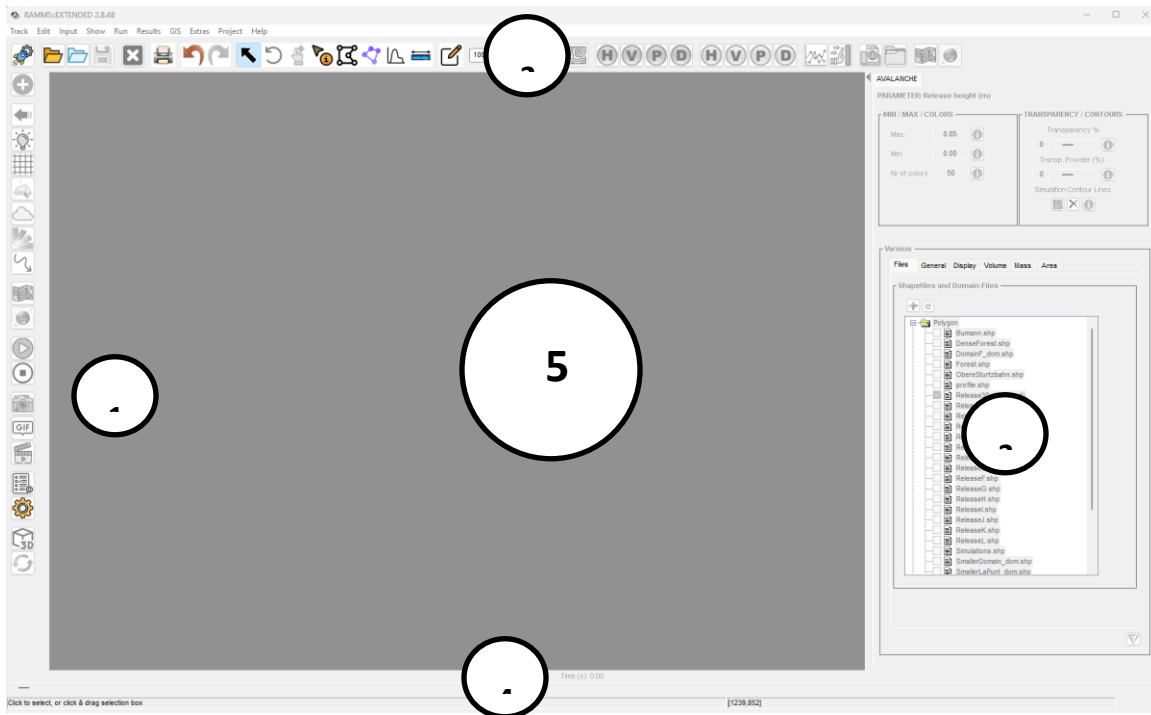 RAMMS::EXTENDED 2.8.48
Track Edit Input Show Run Results GIS Extras Project Help
100
H V P D H V P D
AVALANCHE
PARAMETER: Release height (m)
MIN / MAX / COLORS
TRANSPARENCY / CONTOURS
Max: 0.85
Transparency %
0
Min: 0.00
Transp. Powder (%)
Nr of colors 50
0
Simulation Contour Lines
Various
Files General Display Volume Mass Area
Shapefiles and Domain-Files
Polygon
Bumann.shp
DenseForest.shp
DomainF_dom.shp
Forest.shp
ObereSturtzbahn.shp
profile.shp
ReleaseF.shp
ReleaseG.shp
ReleaseH.shp
ReleaseI.shp
ReleaseJ.shp
ReleaseK.shp
ReleaseL.shp
Simulations.shp
SmallerDomain_dom.shp
SmallerLaPunt_dom.shp
5
GIF
3D
Time (s): 0.00
Click to select, or click & drag selection box
[1239,852]